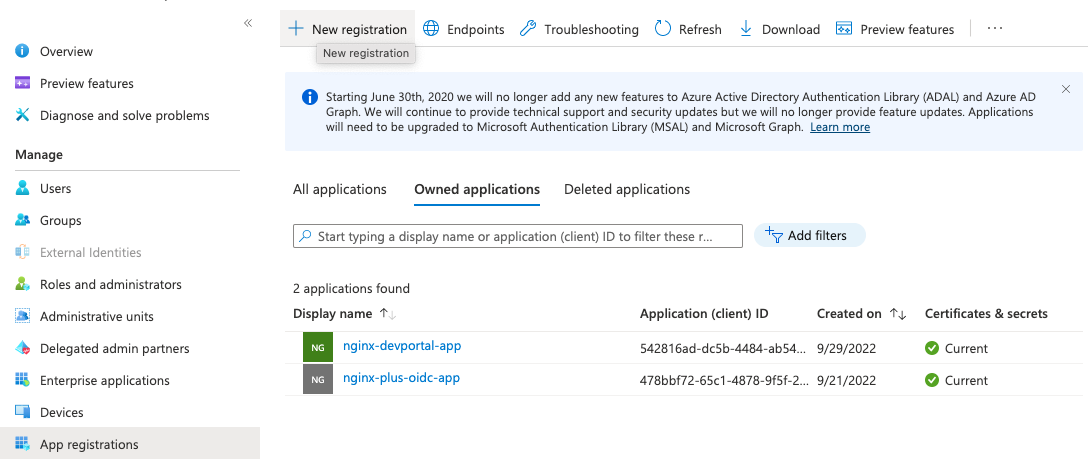 «
New registration
Endpoints
Troubleshooting
Refresh
Download
Preview features
...
New registration
Overview
Preview features
Diagnose and solve problems
Manage
Users
Groups
External Identities
Roles and administrators
Administrative units
Delegated admin partners
Enterprise applications
Devices
App registrations
Starting June 30th, 2020 we will no longer add any new features to Azure Active Directory Authentication Library (ADAL) and Azure AD
Graph. We will continue to provide technical support and security updates but we will no longer provide feature updates. Applications
will need to be upgraded to Microsoft Authentication Library (MSAL) and Microsoft Graph. Learn more
All applications
Owned applications
Deleted applications
Start typing a display name or application (client) ID to filter these r...
Add filters
2 applications found
Display name
Application (client) ID
Created on
Certificates & secrets
NG
nginx-devportal-app
542816ad-dc5b-4484-ab54...
9/29/2022
Current
NG
nginx-plus-oidc-app
478bbf72-65c1-4878-9f5f-2...
9/21/2022
Current